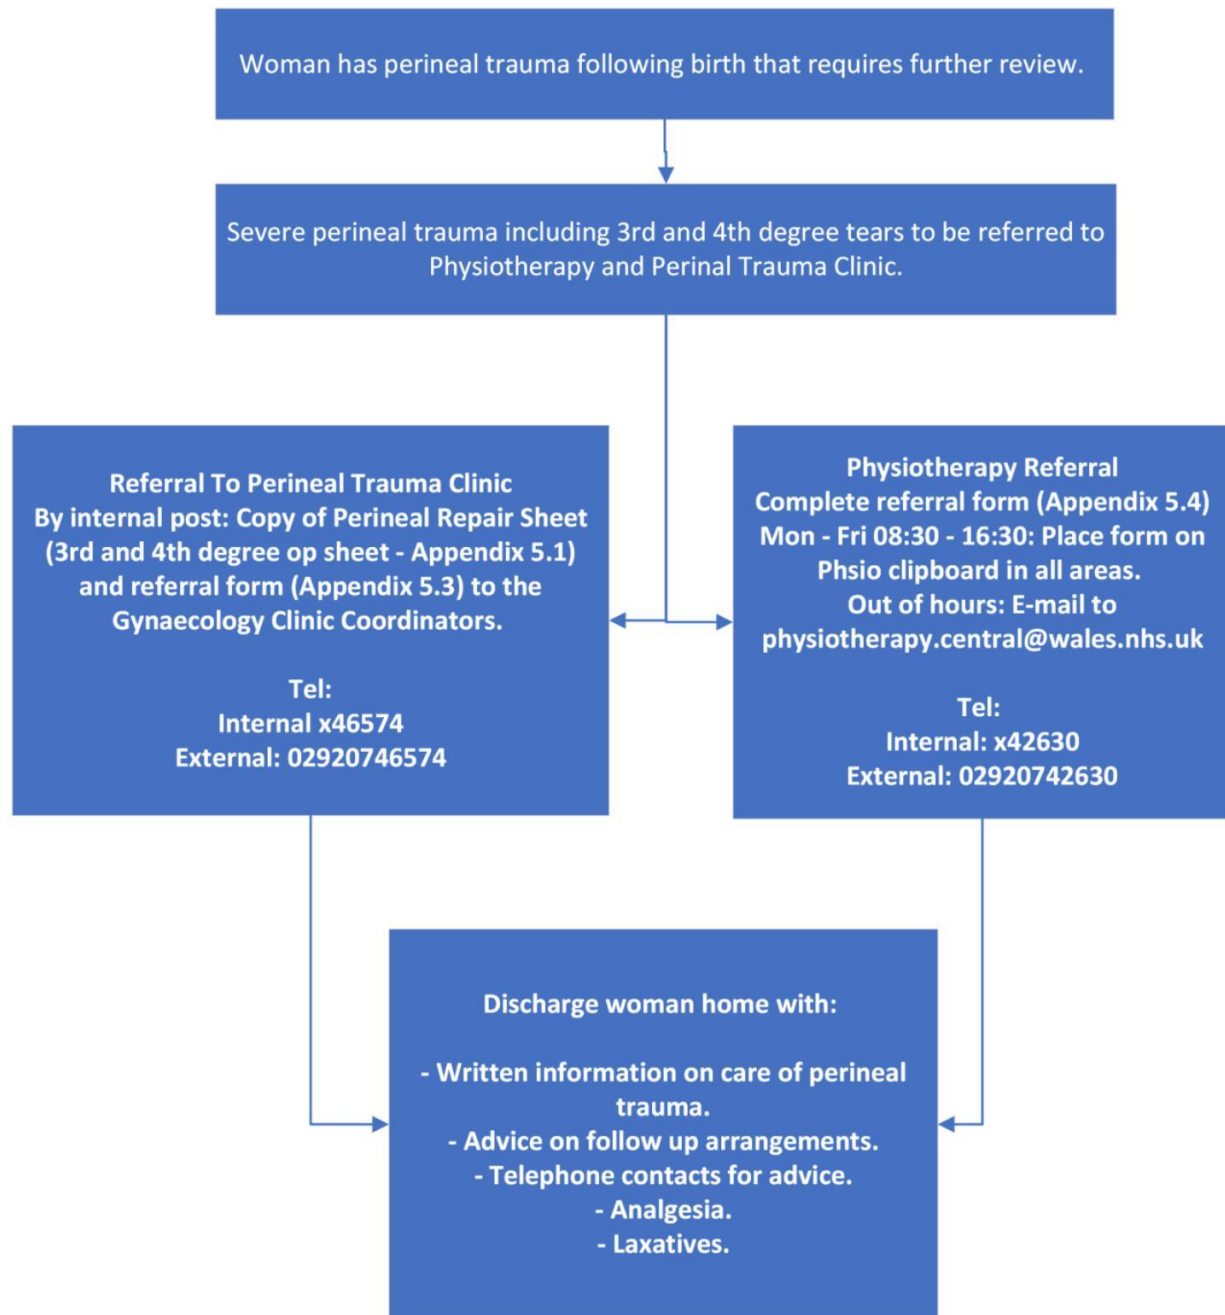 Woman has perineal trauma following birth that requires further review.
Severe perineal trauma including 3rd and 4th degree tears to be referred to
Physiotherapy and Perinal Trauma Clinic.
Referral To Perineal Trauma Clinic
By internal post: Copy of Perineal Repair Sheet
(3rd and 4th degree op sheet - Appendix 5.1)
and referral form (Appendix 5.3) to the
Gynaecology Clinic Coordinators.
Tel:
Internal x46574
External: 02920746574
Physiotherapy Referral
Complete referral form (Appendix 5.4)
Mon - Fri 08:30 - 16:30: Place form on
Phsio clipboard in all areas.
Out of hours: E-mail to
physiotherapy.central@wales.nhs.uk
Tel:
Internal: x42630
External: 02920742630
Discharge woman home with:
- Written information on care of perineal
trauma.
- Advice on follow up arrangements.
- Telephone contacts for advice.
- Analgesia.
- Laxatives.